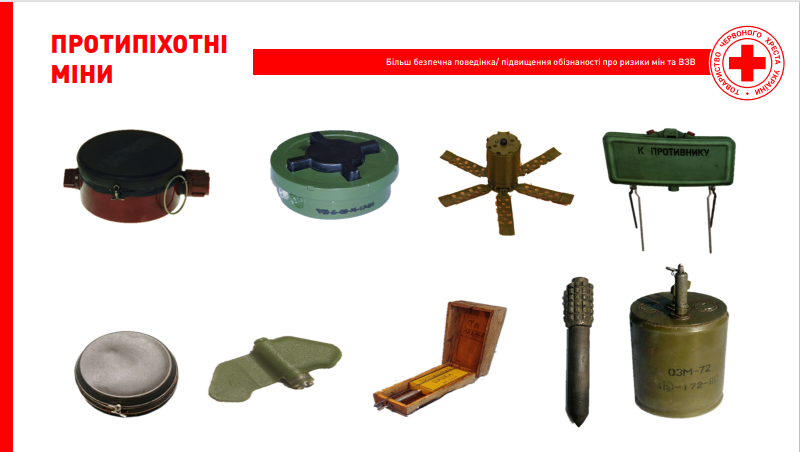 ПРОТИПІХОТНІ
МІНИ
Більш безпечна поведінка/ підвищення обізнаності про ризики мін та ВЗВ
ТОВАРИСТВО ЧЕРВОНОГО ХРЕСТА УКРАЇНИ
К ПРОТИВНИКУ
ОЗМ-72